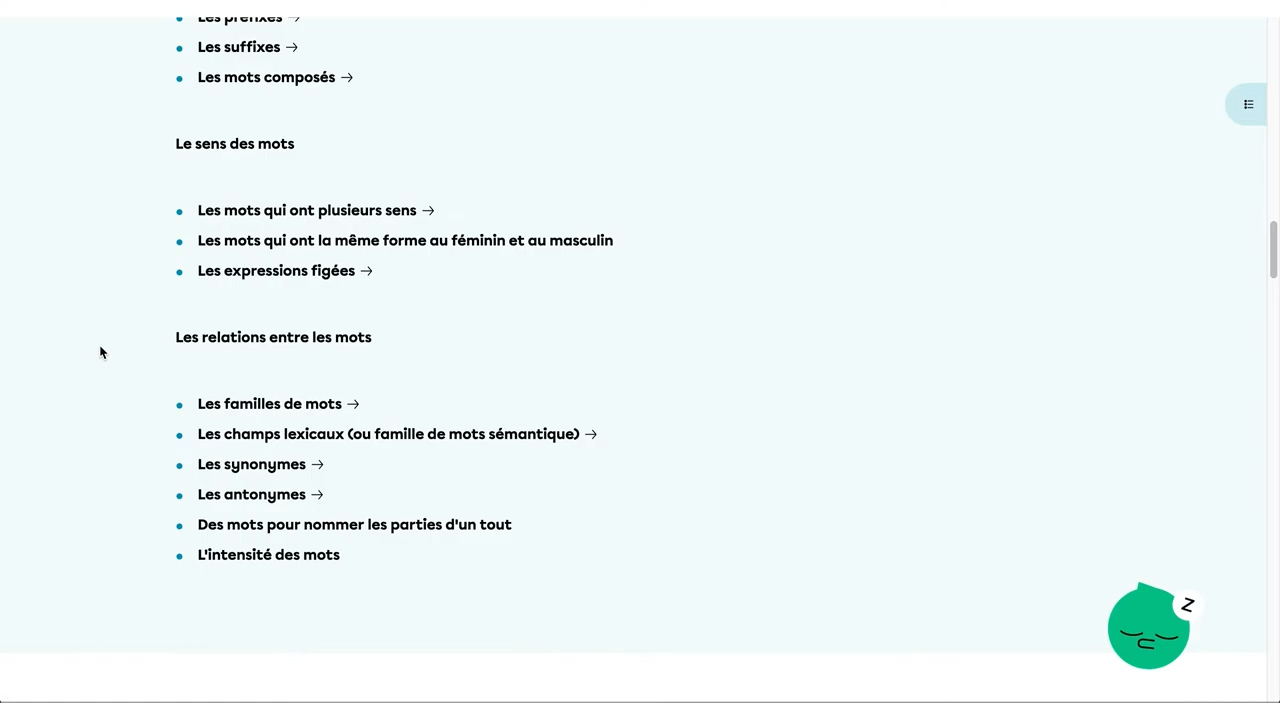 Les préfixes →
Les suffixes →
Les mots composés →
Le sens des mots
Les mots qui ont plusieurs sens →
Les mots qui ont la même forme au féminin et au masculin
Les expressions figées →
Les relations entre les mots
Les familles de mots →
Les champs lexicaux (ou famille de mots sémantique) →
Les synonymes →
Les antonymes →
Des mots pour nommer les parties d'un tout
L'intensité des mots
Z